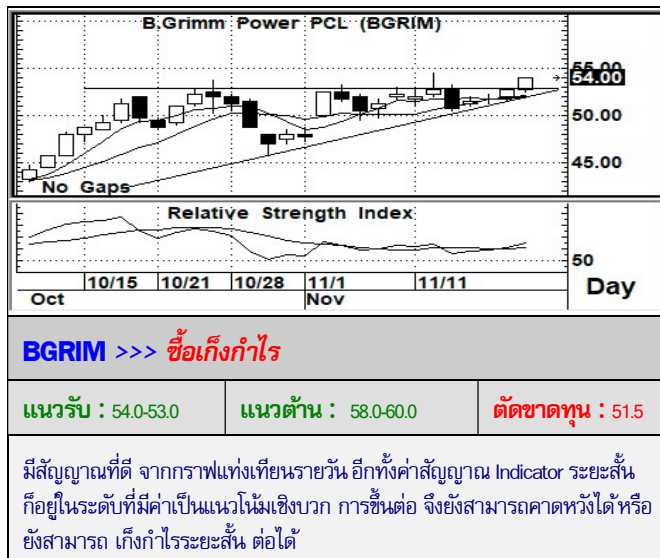 B.Grimm Power PCL (BGRIM)
55.00
54.00
50.00
45.00
No Gaps
Relative Strength Index
50
10/15 10/21 10/28 11/1 11/11
Oct Nov
Day
BGRIM >>> ซื้อเก็งกำไร
แนวรับ : 54.0-53.0 แนวต้าน : 58.0-60.0 ตัดขาดทุน : 51.5
มีสัญญาณที่ดี จากกราฟแท่งเทียนรายวัน อีกทั้งค่าสัญญาณ Indicator ระยะสั้น
ก็อยู่ในระดับที่มีค่าเป็นแนวโน้มเชิงบวก การขึ้นต่อ จึงยังสามารถคาดหวังได้หรือ
ยังสามารถ เก็งกำไรระยะสั้น ต่อได้